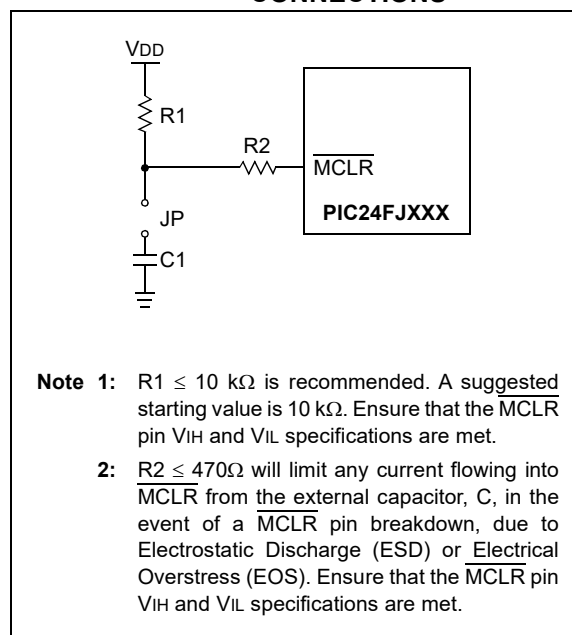 VDD
R1
R2
MCLR
JP
PIC24FJXXX
C1
Note 1: R1 ≤ 10 kΩ is recommended. A suggested
starting value is 10 kΩ. Ensure that the MCLR
pin VIH and VIL specifications are met.
2: R2 ≤ 470Ω will limit any current flowing into
MCLR from the external capacitor, C, in the
event of a MCLR pin breakdown, due to
Electrostatic Discharge (ESD) or Electrical
Overstress (EOS). Ensure that the MCLR pin
VIH and VIL specifications are met.